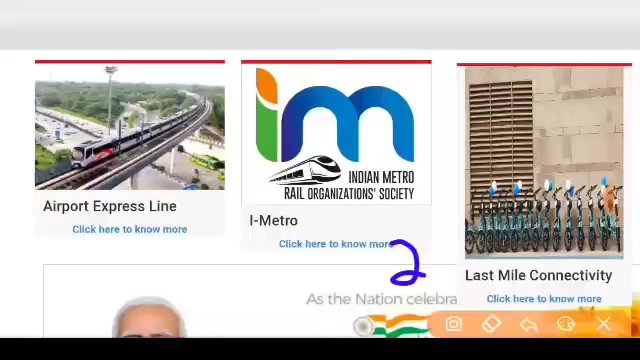 im
INDIAN METRO
RAIL ORGANIZATIONS' SOCIETY
Airport Express Line
Click here to know more
I-Metro
Click here to know more
2
Last Mile Connectivity
Click here to know more
As the Nation celebra